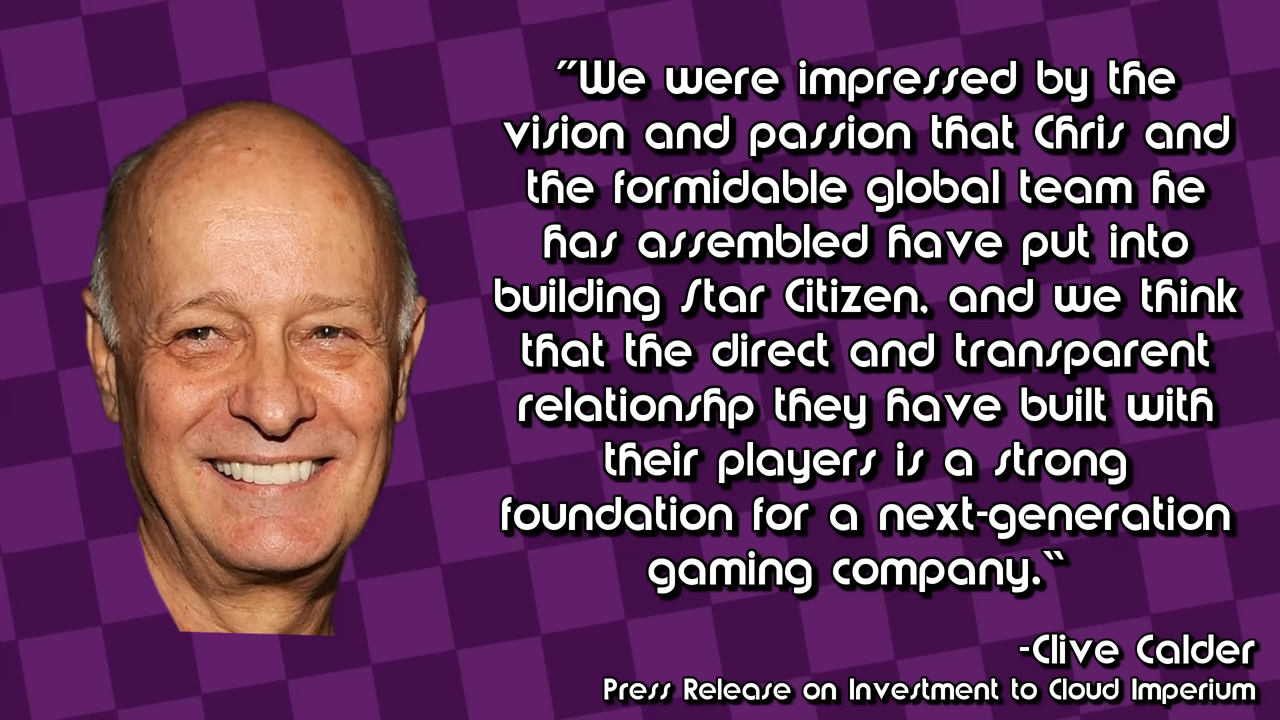 "We were impressed by the
vision and passion that Chris and
the formidable global team he
has assembled have put into
building Star Citizen, and we think
that the direct and transparent
relationship they have built with
their players is a strong
foundation for a next-generation
gaming company."
-Clive Calder
Press Release on Investment to Cloud Imperium